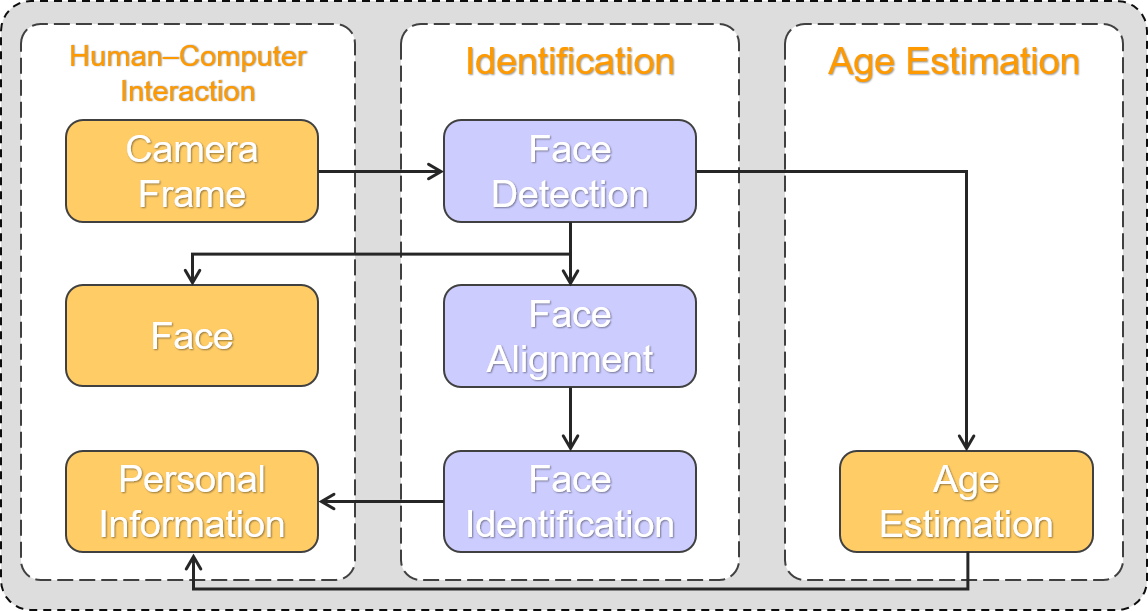 Human–Computer
Interaction
Identification
Age Estimation
Camera
Frame
Face
Detection
Face
Face
Alignment
Personal
Information
Face
Identification
Age
Estimation